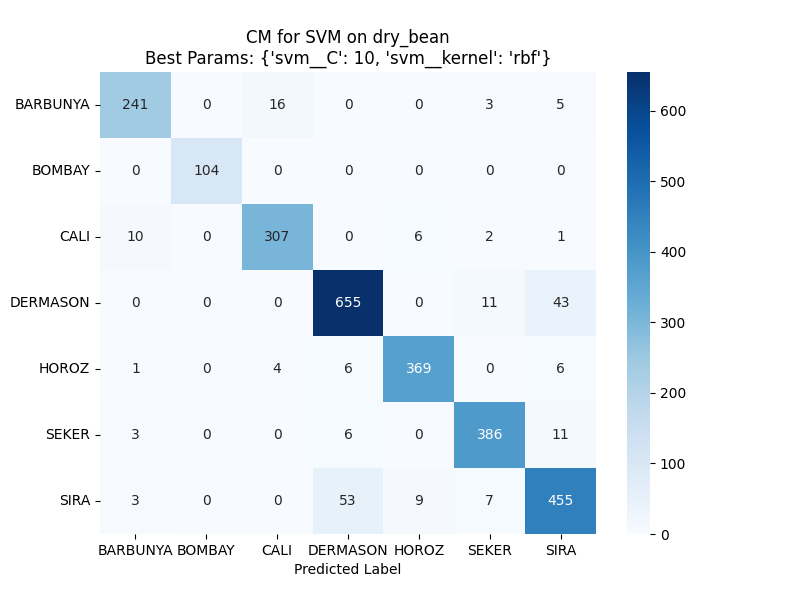 CM for SVM on dry_bean
Best Params: {'svm__C': 10, 'svm__kernel': 'rbf'}
BARBUNYA 241 0 16 0 0 3 5
BOMBAY 0 104 0 0 0 0 0
CALI 10 0 307 0 6 2 1
DERMASON 0 0 0 655 0 11 43
HOROZ 1 0 4 6 369 0 6
SEKER 3 0 0 6 0 386 11
SIRA 3 0 0 53 9 7 455
BARBUNYA BOMBAY CALI DERMASON HOROZ SEKER SIRA
Predicted Label
600
500
400
300
200
100
0